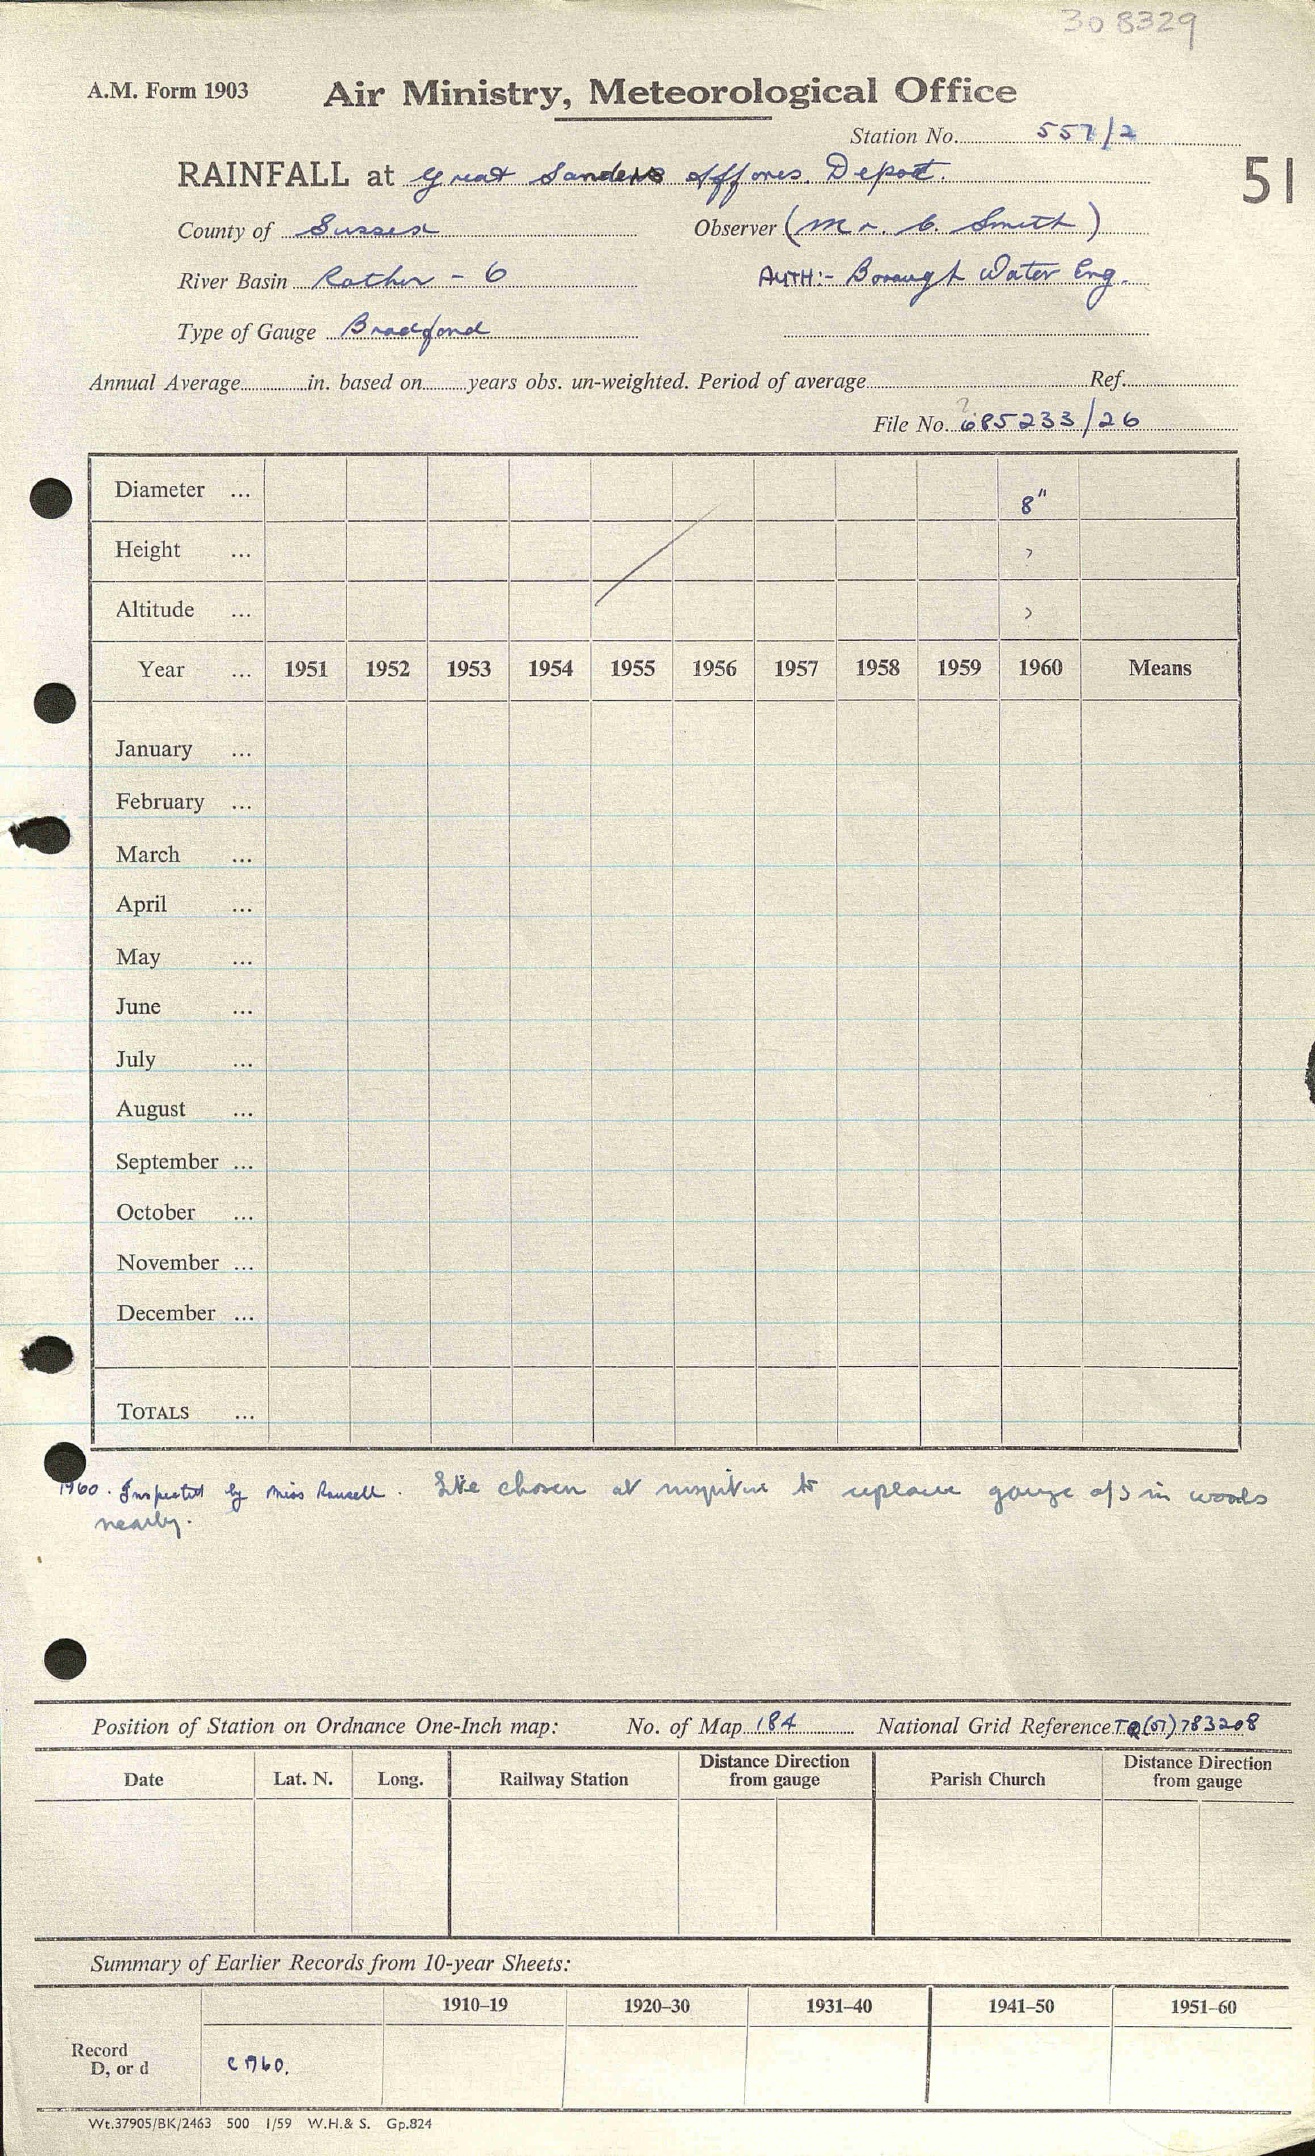 308329
A.M. Form 1903 Air Ministry, Meteorological Office
Station No. 557/2
51
RAINFALL at Great Sanders Depot.
County of Sussex Observer (Mr. C. Smith)
River Basin Rother - 6 AUTH:- Borough Water Eng.
Type of Gauge Bradford
Annual Average in. based on years obs. un-weighted. Period of average Ref.
File No. 685233/26
Diameter ... 8"
Height ... ?
Altitude ... ?
Year ... 1951 1952 1953 1954 1955 1956 1957 1958 1959 1960 Means
January ...
February ...
March ...
April ...
May ...
June ...
July ...
August ...
September ...
October ...
November ...
December ...
TOTALS ...
1960. Inspected by Miss Site chosen at inspection to replace gauge in woods
nearby.
Position of Station on Ordnance One-Inch map: No. of Map 184 National Grid Reference TQ(51)783208
Date Lat. N. Long. Railway Station Distance Direction from gauge Parish Church Distance Direction from gauge
Summary of Earlier Records from 10-year Sheets:
1910–19 1920–30 1931–40 1941–50 1951–60
Record
D, or d c1960.
Wt.37905/BK/2463 500 1/59 W.H.& S. Gp.824